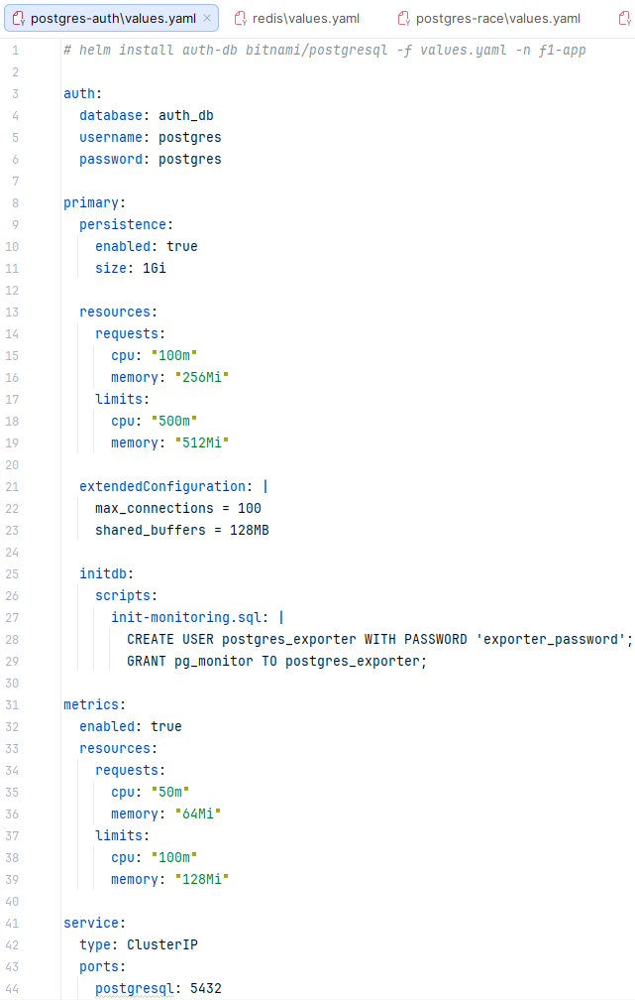 postgres-auth\values.yaml × redis\values.yaml postgres-race\values.yaml
1 # helm install auth-db bitnami/postgresql -f values.yaml -n f1-app
2
3 auth:
4   database: auth_db
5   username: postgres
6   password: postgres
7
8 primary:
9   persistence:
10     enabled: true
11     size: 1Gi
12
13   resources:
14     requests:
15       cpu: "100m"
16       memory: "256Mi"
17     limits:
18       cpu: "500m"
19       memory: "512Mi"
20
21   extendedConfiguration: |
22     max_connections = 100
23     shared_buffers = 128MB
24
25   initdb:
26     scripts:
27       init-monitoring.sql: |
28         CREATE USER postgres_exporter WITH PASSWORD 'exporter_password';
29         GRANT pg_monitor TO postgres_exporter;
30
31 metrics:
32   enabled: true
33   resources:
34     requests:
35       cpu: "50m"
36       memory: "64Mi"
37     limits:
38       cpu: "100m"
39       memory: "128Mi"
40
41 service:
42   type: ClusterIP
43   ports:
44     postgresql: 5432